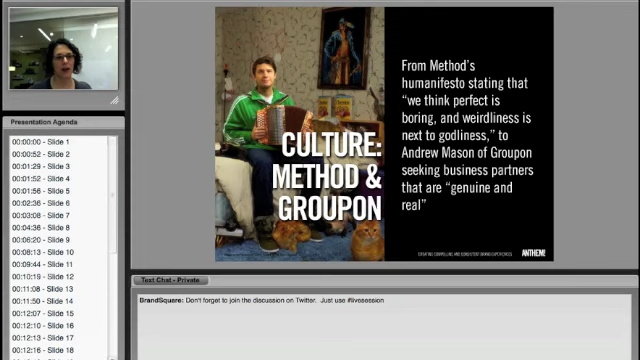 Presentation Agenda
00:00:00 - Slide 1
00:00:52 - Slide 2
00:01:29 - Slide 3
00:01:52 - Slide 4
00:01:56 - Slide 5
00:02:36 - Slide 6
00:03:08 - Slide 7
00:04:36 - Slide 8
00:06:20 - Slide 9
00:08:13 - Slide 10
00:09:44 - Slide 11
00:10:19 - Slide 12
00:11:08 - Slide 13
00:11:50 - Slide 14
00:12:07 - Slide 15
00:12:10 - Slide 16
00:12:13 - Slide 17
00:12:16 - Slide 18
CULTURE:
METHOD &
GROUPON
From Method's
humanifesto stating that
“we think perfect is
boring, and weirdliness is
next to godliness,” to
Andrew Mason of Groupon
seeking business partners
that are “genuine and
real”
CREATING COMPELLING AND CONSISTENT BRAND EXPERIENCES
ANTHEM!
Text Chat - Private
BrandSquare: Don't forget to join the discussion on Twitter. Just use #livesession